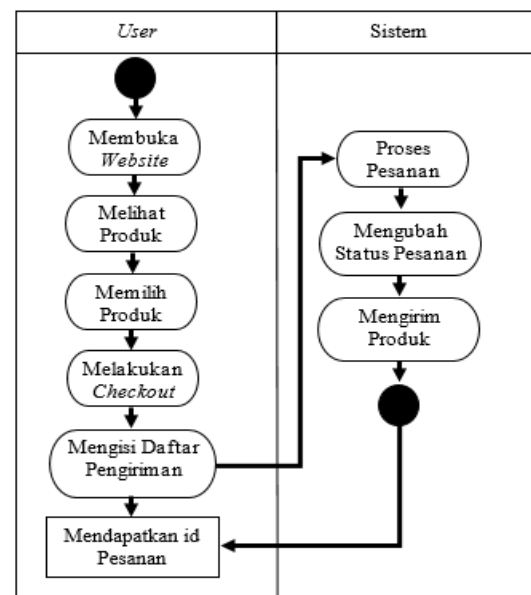 User
Sistem
Membuka
Website
Melihat
Produk
Memilih
Produk
Melakukan
Checkout
Mengisi Daftar
Pengiriman
Mendapatkan id
Pesanan
Proses
Pesanan
Mengubah
Status Pesanan
Mengirim
Produk